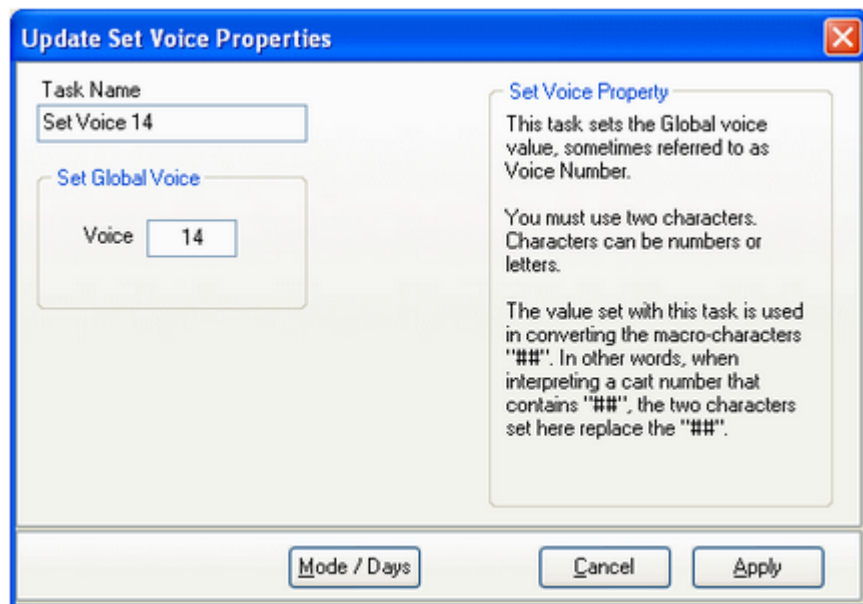 Update Set Voice Properties
Task Name
Set Voice 14
Set Global Voice
Voice 14
Set Voice Property
This task sets the Global voice
value, sometimes referred to as
Voice Number.
You must use two characters.
Characters can be numbers or
letters.
The value set with this task is used
in converting the macro-characters
"##". In other words, when
interpreting a cart number that
contains "##", the two characters
set here replace the "##".
Mode / Days
Cancel
Apply